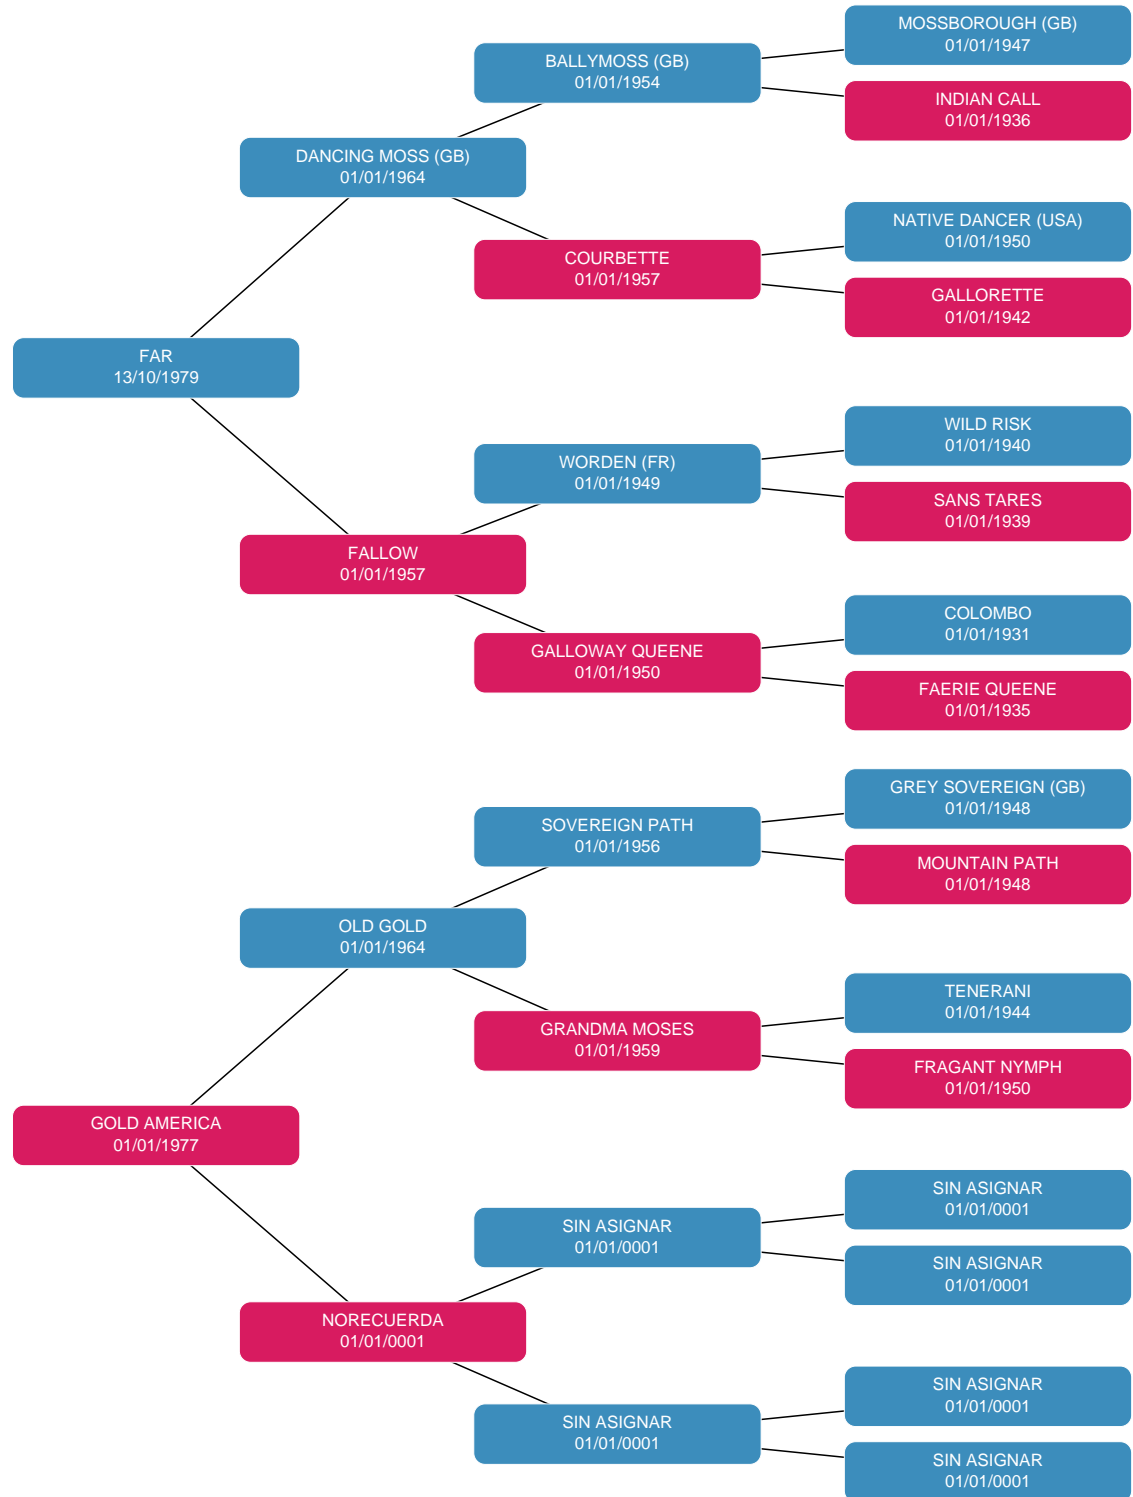 MOSSBOROUGH (GB)
01/01/1947
BALLYMOSS (GB)
01/01/1954
INDIAN CALL
01/01/1936
DANCING MOSS (GB)
01/01/1964
NATIVE DANCER (USA)
01/01/1950
COURBETTE
01/01/1957
GALLORETTE
01/01/1942
FAR
13/10/1979
WILD RISK
01/01/1940
WORDEN (FR)
01/01/1949
SANS TARES
01/01/1939
FALLOW
01/01/1957
COLOMBO
01/01/1931
GALLOWAY QUEENE
01/01/1950
FAERIE QUEENE
01/01/1935
GREY SOVEREIGN (GB)
01/01/1948
SOVEREIGN PATH
01/01/1956
MOUNTAIN PATH
01/01/1948
OLD GOLD
01/01/1964
TENERANI
01/01/1944
GRANDMA MOSES
01/01/1959
FRAGANT NYMPH
01/01/1950
GOLD AMERICA
01/01/1977
SIN ASIGNAR
01/01/0001
SIN ASIGNAR
01/01/0001
SIN ASIGNAR
01/01/0001
NORECUERDA
01/01/0001
SIN ASIGNAR
01/01/0001
SIN ASIGNAR
01/01/0001
SIN ASIGNAR
01/01/0001